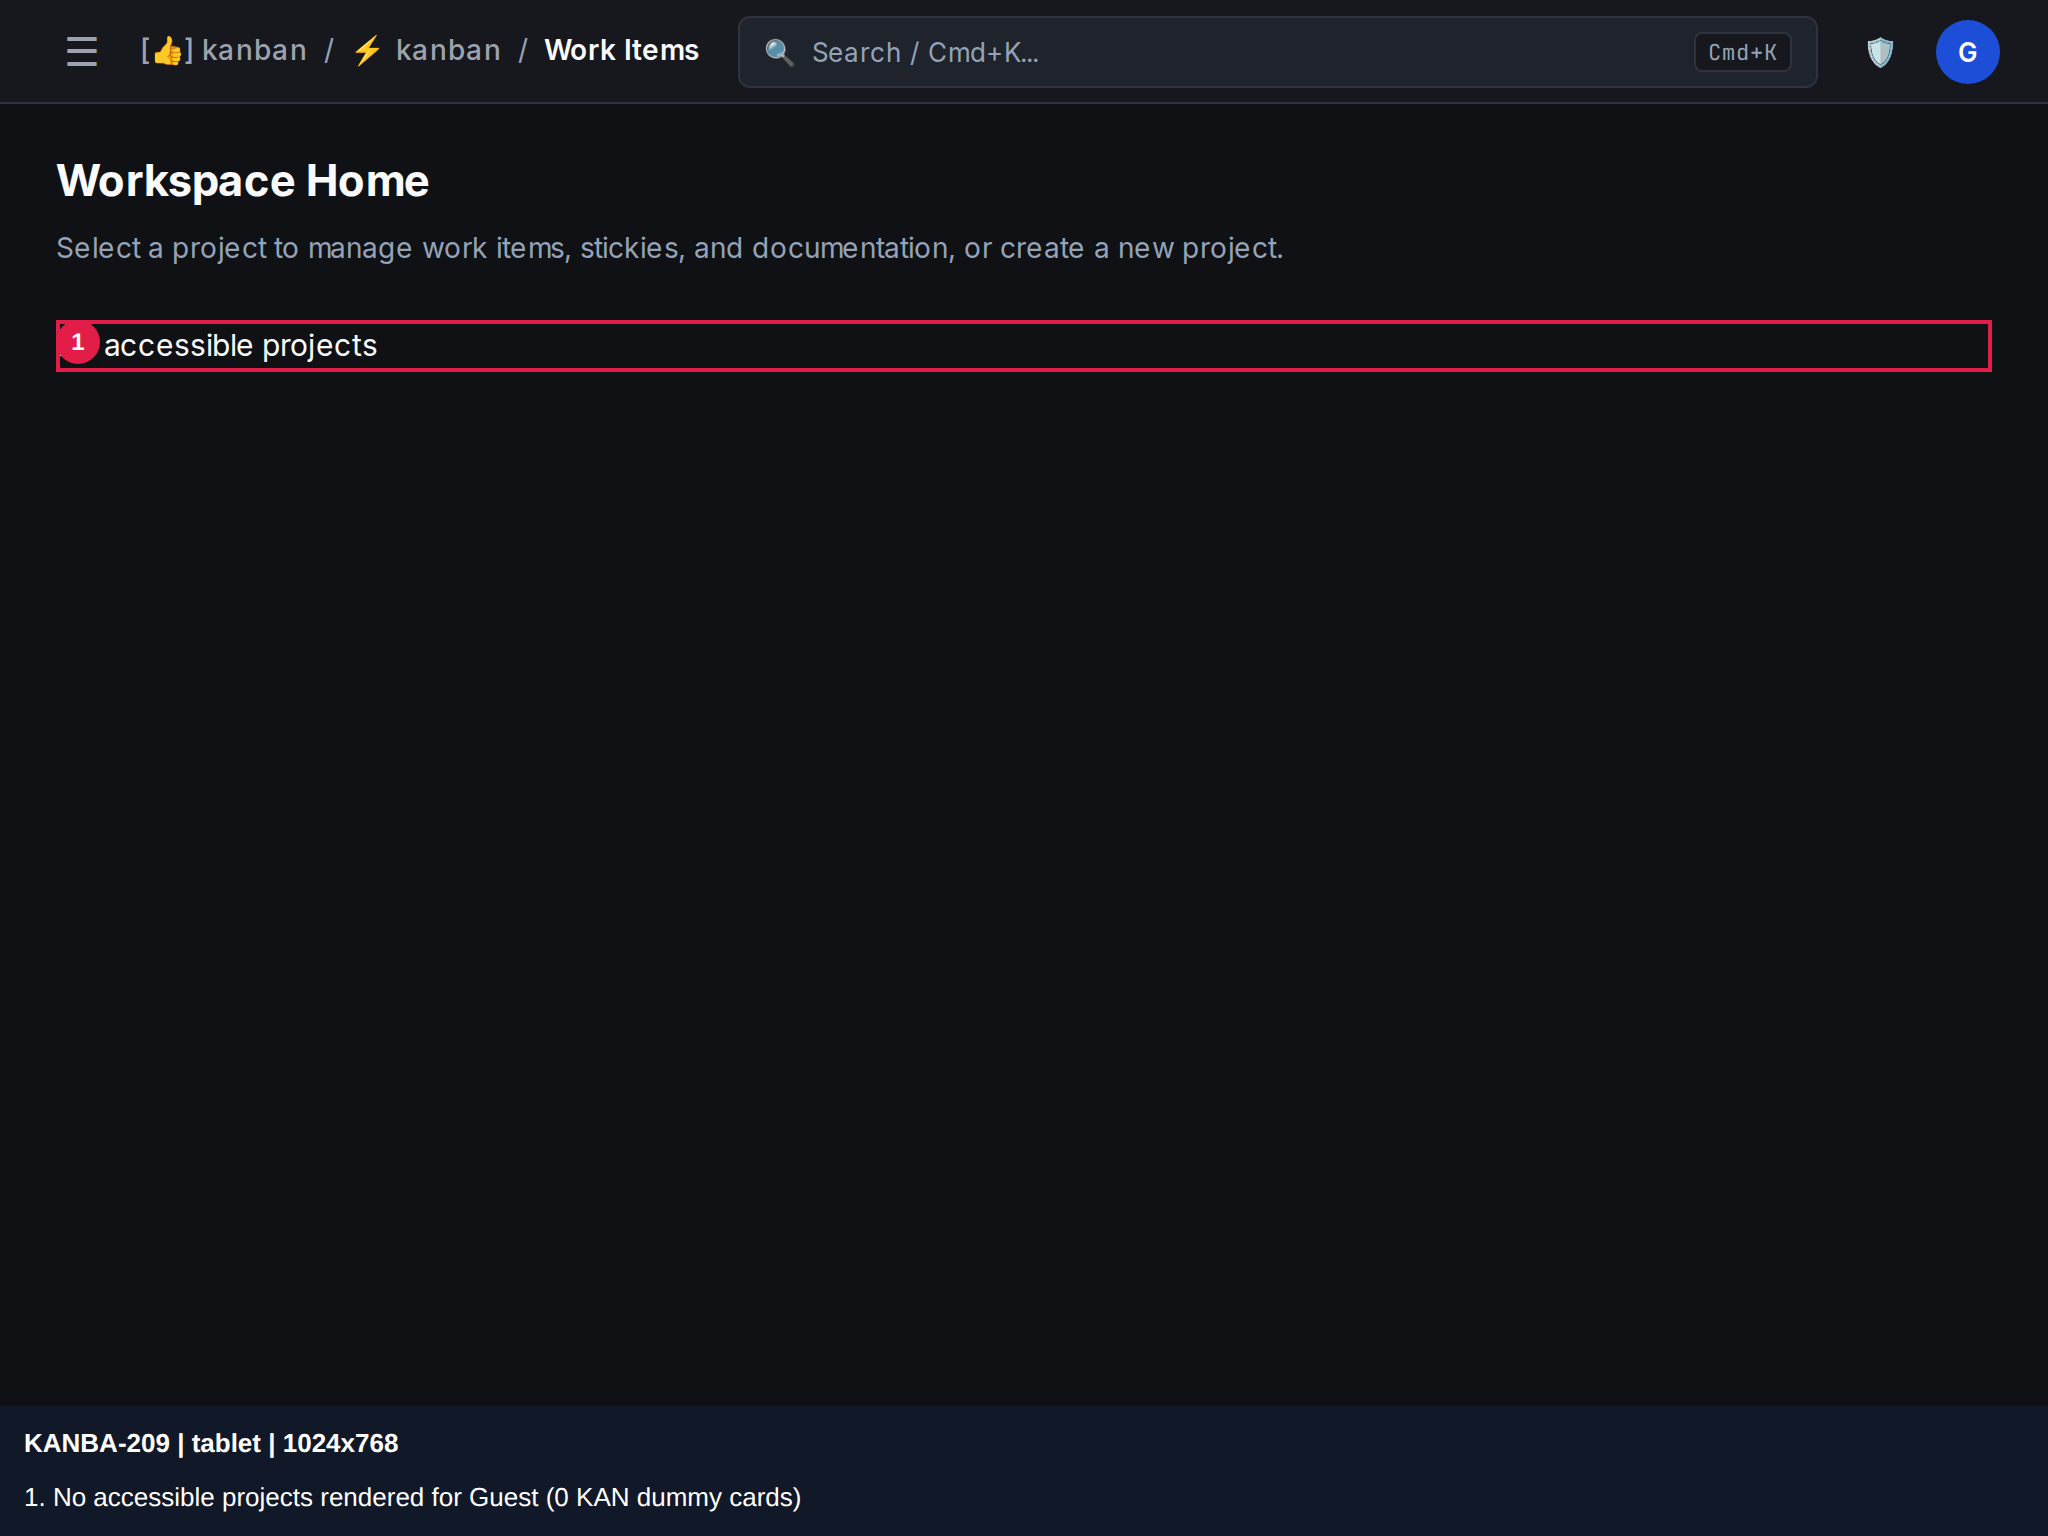 ☰ [👍] kanban / ⚡ kanban / Work Items
🔍 Search / Cmd+K... Cmd+K 🛡️ G
Workspace Home
Select a project to manage work items, stickies, and documentation, or create a new project.
1 accessible projects
KANBA-209 | tablet | 1024x768
1. No accessible projects rendered for Guest (0 KAN dummy cards)